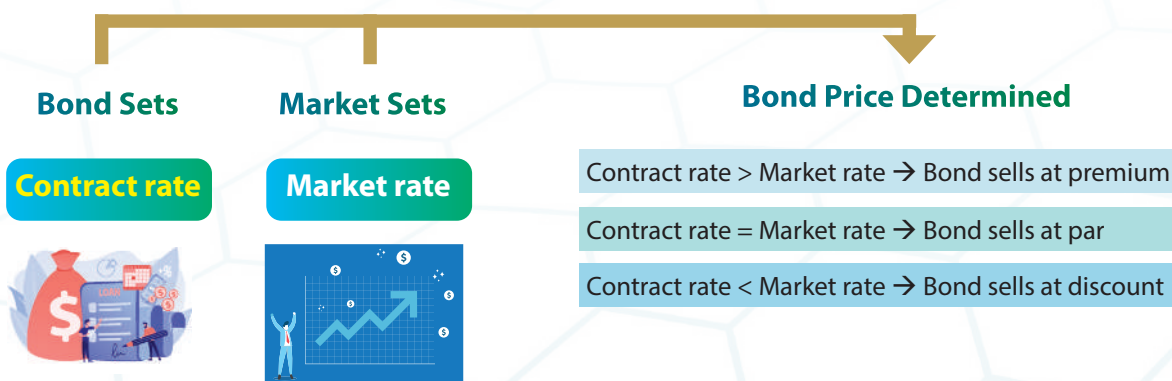 Bond Sets
Market Sets
Bond Price Determined
Contract rate
Market rate
Contract rate > Market rate → Bond sells at premium
Contract rate = Market rate → Bond sells at par
Contract rate < Market rate → Bond sells at discount
$
LOAN
%
$
$
$
$
$